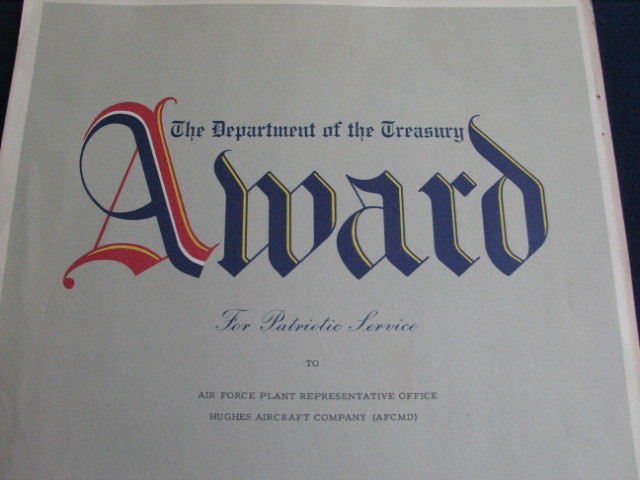 The Department of the Treasury
Award
For Patriotic Service
TO
AIR FORCE PLANT REPRESENTATIVE OFFICE
HUGHES AIRCRAFT COMPANY (AFCMD)